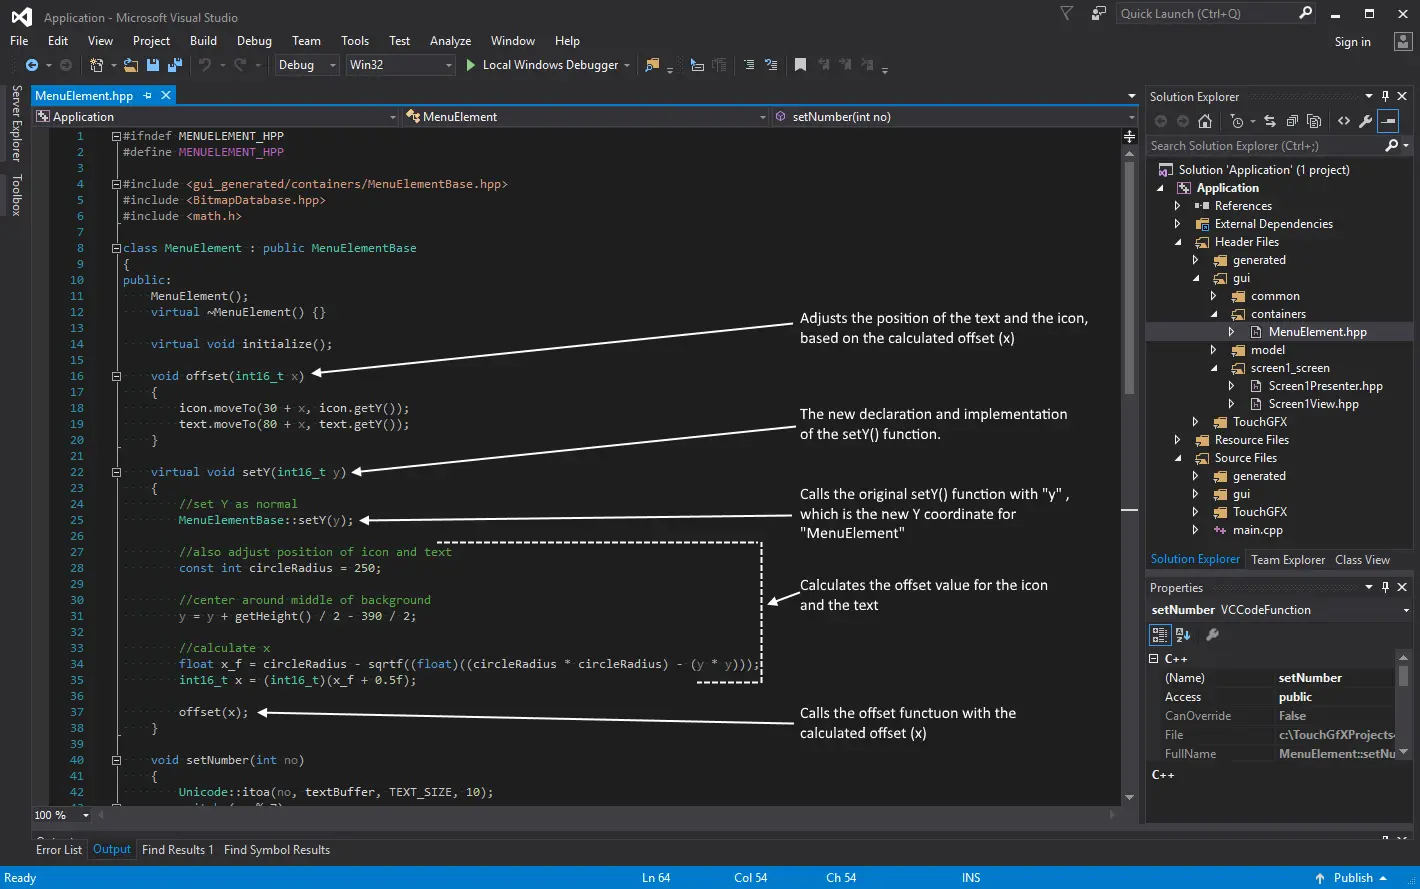 Application - Microsoft Visual Studio
Quick Launch (Ctrl+Q)
File Edit View Project Build Debug Team Tools Test Analyze Window Help
Sign in
Debug Win32 Local Windows Debugger
Server Explorer
Toolbox
MenuElement.hpp
Application MenuElement setNumber(int no)
1 #ifndef MENUELEMENT_HPP
2 #define MENUELEMENT_HPP
3
4 #include <gui_generated/containers/MenuElementBase.hpp>
5 #include <BitmapDatabase.hpp>
6 #include <math.h>
7
8 class MenuElement : public MenuElementBase
9 {
10 public:
11 MenuElement();
12 virtual ~MenuElement() {}
13
14 virtual void initialize();
15
16 void offset(int16_t x)
17 {
18 icon.moveTo(30 + x, icon.getY());
19 text.moveTo(80 + x, text.getY());
20 }
21
22 virtual void setY(int16_t y)
23 {
24 //set Y as normal
25 MenuElementBase::setY(y);
26
27 //also adjust position of icon and text
28 const int circleRadius = 250;
29
30 //center around middle of background
31 y = y + getHeight() / 2 - 390 / 2;
32
33 //calculate x
34 float x_f = circleRadius - sqrtf((float)((circleRadius * circleRadius) - (y * y)));
35 int16_t x = (int16_t)(x_f + 0.5f);
36
37 offset(x);
38 }
39
40 void setNumber(int no)
41 {
42 Unicode::itoa(no, textBuffer, TEXT_SIZE, 10);
Adjusts the position of the text and the icon,
based on the calculated offset (x)
The new declaration and implementation
of the setY() function.
Calls the original setY() function with "y" ,
which is the new Y coordinate for
"MenuElement"
Calculates the offset value for the icon
and the text
Calls the offset functuon with the
calculated offset (x)
100 %
Solution Explorer
Search Solution Explorer (Ctrl+;)
Solution 'Application' (1 project)
Application
References
External Dependencies
Header Files
generated
gui
common
containers
MenuElement.hpp
model
screen1_screen
Screen1Presenter.hpp
Screen1View.hpp
TouchGFX
Resource Files
Source Files
generated
gui
TouchGFX
main.cpp
Solution Explorer Team Explorer Class View
Properties
setNumber VCCodeFunction
C++
(Name) setNumber
Access public
CanOverride False
File c:\TouchGfXProjects
FullName MenuElement::setNu
C++
Error List Output Find Results 1 Find Symbol Results
Ready Ln 64 Col 54 Ch 54 INS Publish